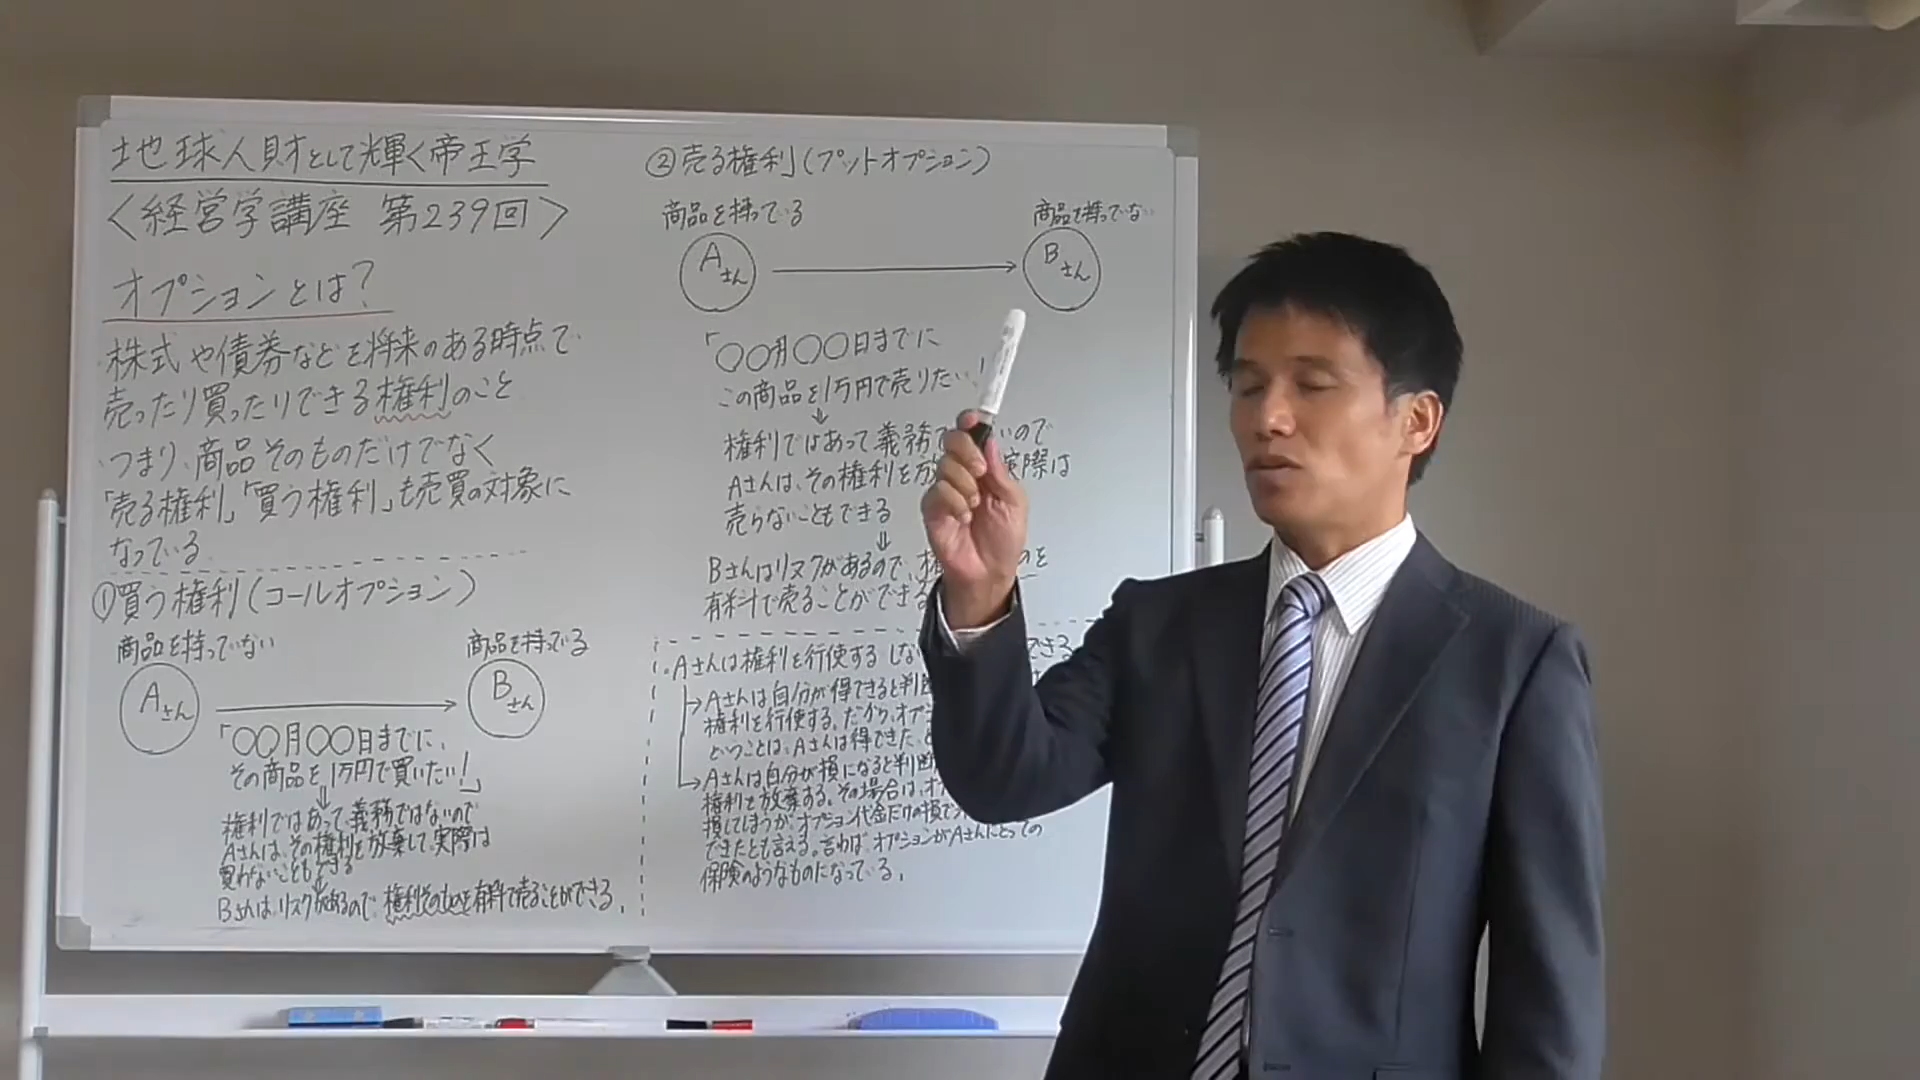 地球人財として輝く帝王学
<経営学講座 第239回>
オプションとは?
株式や債券などを将来のある時点で
売ったり買ったりできる権利のこと
つまり、商品そのものだけでなく
「売る権利」「買う権利」も売買の対象に
なっている
①買う権利(コールオプション)
商品を持っていない
商品を持っている
Aさん
Bさん
「○○月○○日までに、
その商品を1万円で買いたい!」
権利ではあって義務ではないので
Aさんは、その権利を放棄して、実際は
買わないこともできる
Bさんは、リスクがあるので、権利そのものを有料で売ることができる。
②売る権利(プットオプション)
商品を持っている
商品を持っていない
Aさん
Bさん
「○○月○○日までに
この商品を1万円で売りたい!
権利ではあって義務で いので
Aさんは、その権利を放 実際は
売らないこともできる
Bさんはリスクがあるので、権 のを
有料で売ることができる
・Aさんは権利を行使する しな できる
Aさんは自分が得できると判断
権利を行使する。だから、オプシ
ということは、Aさんは得できた、
Aさんは自分が損になると判断
権利を放棄する。その場合は、オプ
損してしまうが、オプション代金だけの損で
できたとも言える。言わば、オプションがAさんにとっての
保険のようなものになっている。